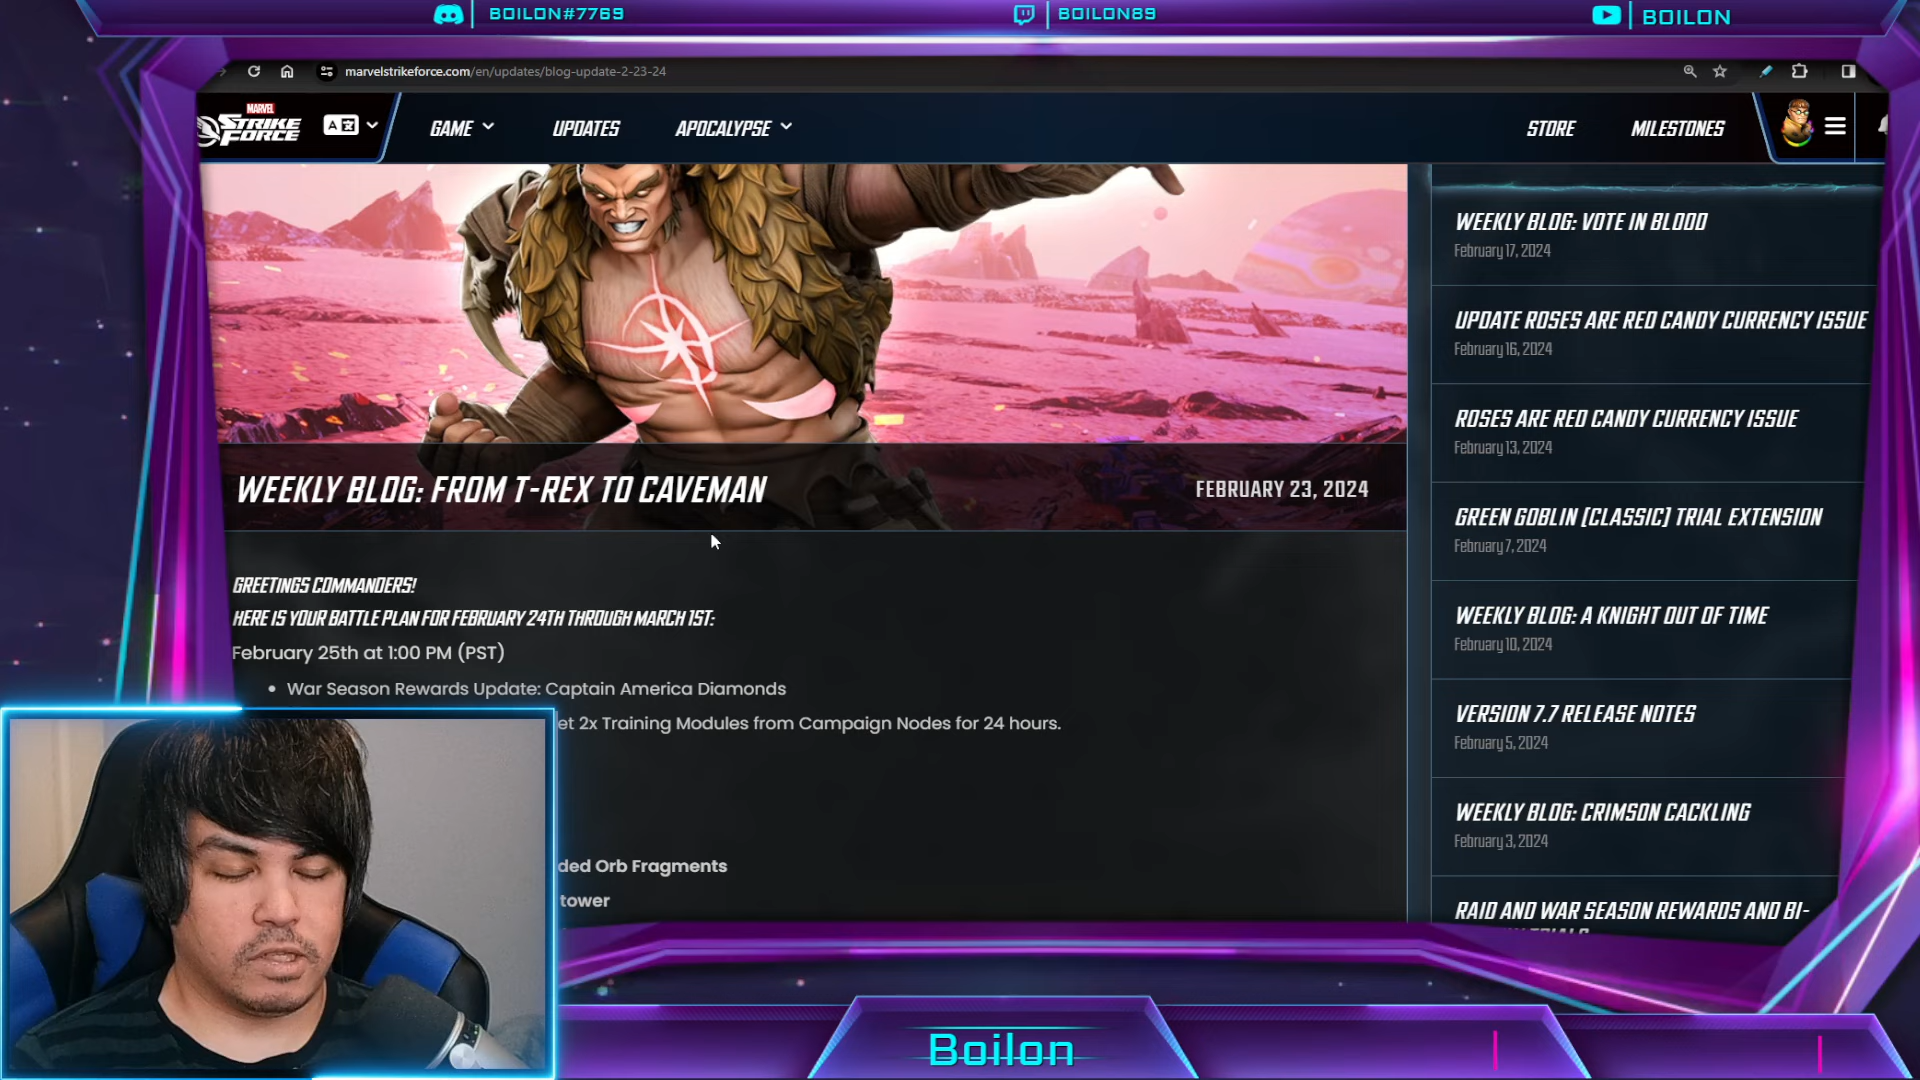 BOILON#7769
BOILON89
BOILON
marvelstrikeforce.com/en/updates/blog-update-2-23-24
MARVEL
STRIKE
FORCE
GAME
UPDATES
APOCALYPSE
STORE
MILESTONES
WEEKLY BLOG: FROM T-REX TO CAVEMAN
FEBRUARY 23, 2024
GREETINGS COMMANDERS!
HERE IS YOUR BATTLE PLAN FOR FEBRUARY 24TH THROUGH MARCH 1ST:
February 25th at 1:00 PM (PST)
• War Season Rewards Update: Captain America Diamonds
et 2x Training Modules from Campaign Nodes for 24 hours.
ded Orb Fragments
tower
WEEKLY BLOG: VOTE IN BLOOD
February 17, 2024
UPDATE ROSES ARE RED CANDY CURRENCY ISSUE
February 16, 2024
ROSES ARE RED CANDY CURRENCY ISSUE
February 13, 2024
GREEN GOBLIN [CLASSIC] TRIAL EXTENSION
February 7, 2024
WEEKLY BLOG: A KNIGHT OUT OF TIME
February 10, 2024
VERSION 7.7 RELEASE NOTES
February 5, 2024
WEEKLY BLOG: CRIMSON CACKLING
February 3, 2024
RAID AND WAR SEASON REWARDS AND BI-
Boilon